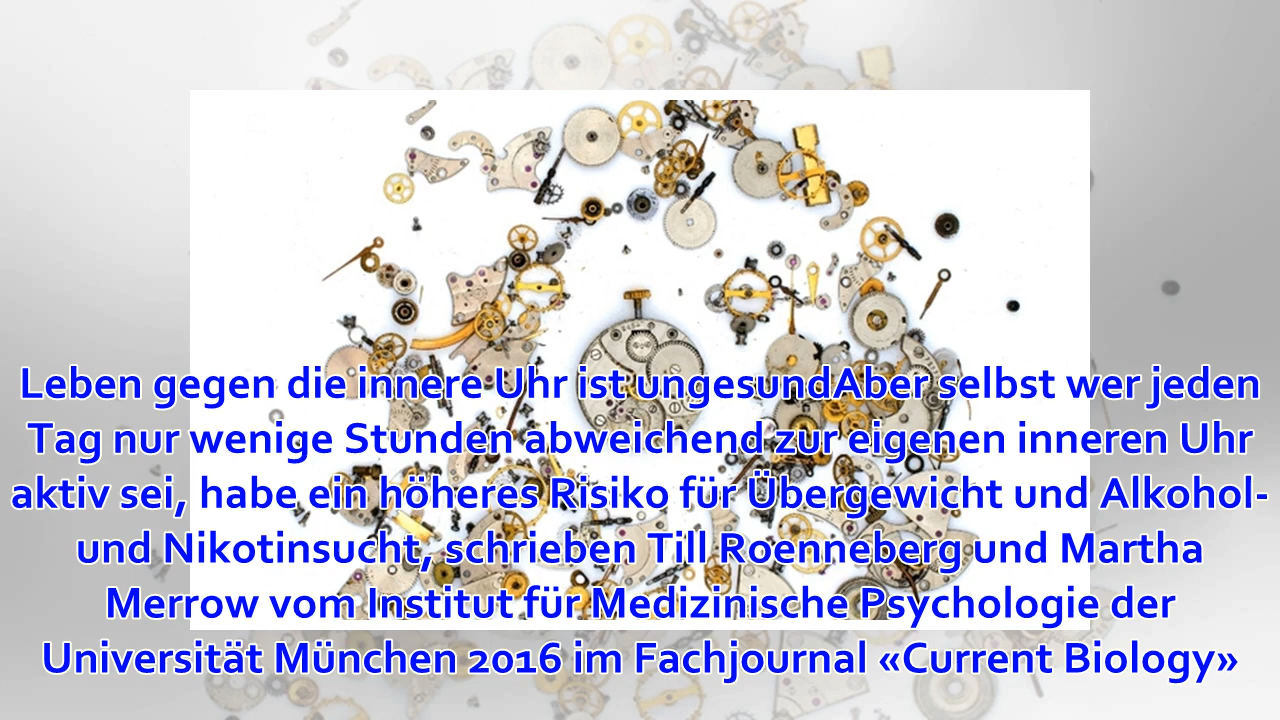 Leben gegen die innere Uhr ist ungesundAber selbst wer jeden
Tag nur wenige Stunden abweichend zur eigenen inneren Uhr
aktiv sei, habe ein höheres Risiko für Übergewicht und Alkohol-
und Nikotinsucht, schrieben Till Roenneberg und Martha
Merrow vom Institut für Medizinische Psychologie der
Universität München 2016 im Fachjournal «Current Biology»